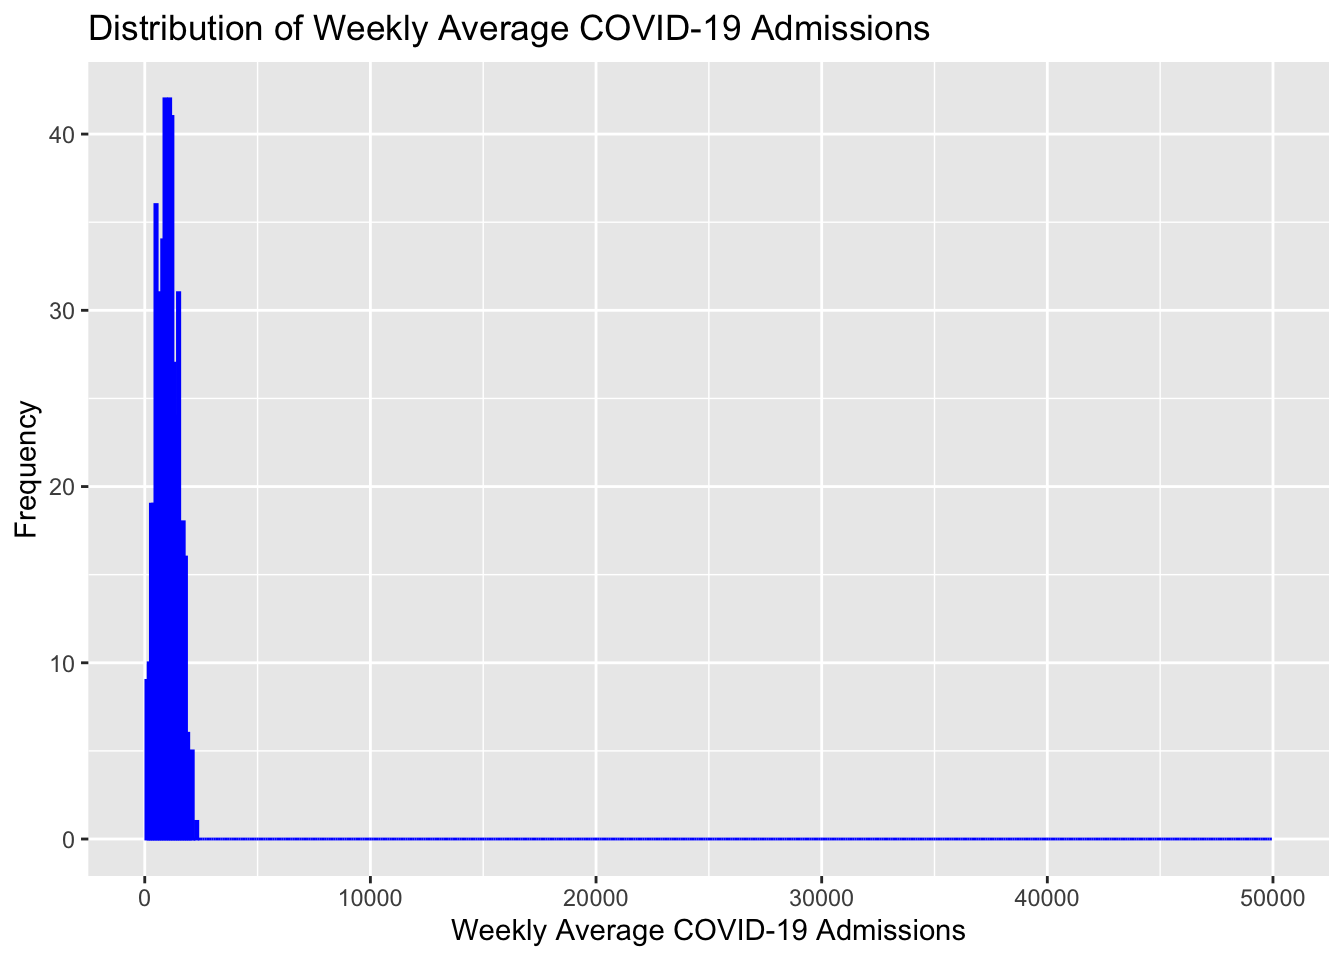 Distribution of Weekly Average COVID-19 Admissions
Frequency
40
30
20
10
0
0 10000 20000 30000 40000 50000
Weekly Average COVID-19 Admissions